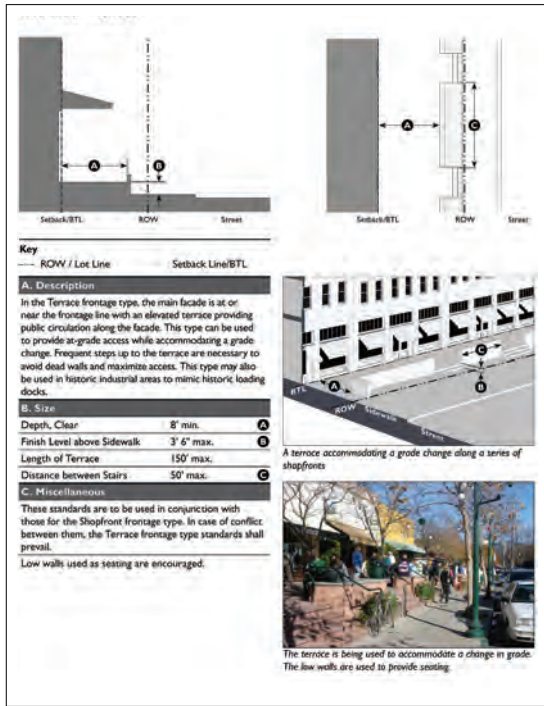 A
B
Setback/BTL ROW Street
A
C
Setback/BTL ROW Street
Key
ROW / Lot Line Setback Line/BTL
A. Description
In the Terrace frontage type, the main facade is at or
near the frontage line with an elevated terrace providing
public circulation along the facade. This type can be used
to provide at-grade access while accommodating a grade
change. Frequent steps up to the terrace are necessary to
avoid dead walls and maximize access. This type may also
be used in historic industrial areas to mimic historic loading
docks.
B. Size
Depth, Clear 8' min. A
Finish Level above Sidewalk 3' 6" max. B
Length of Terrace 150' max.
Distance between Stairs 50' max. C
C. Miscellaneous
These standards are to be used in conjunction with
those for the Shopfront frontage type. In case of conflict
between them, the Terrace frontage type standards shall
prevail.
Low walls used as seating are encouraged.
C
A
B
BTL
ROW Sidewalk
Street
A terrace accommodating a grade change along a series of
shopfronts
The terrace is being used to accommodate a change in grade.
The low walls are used to provide seating.